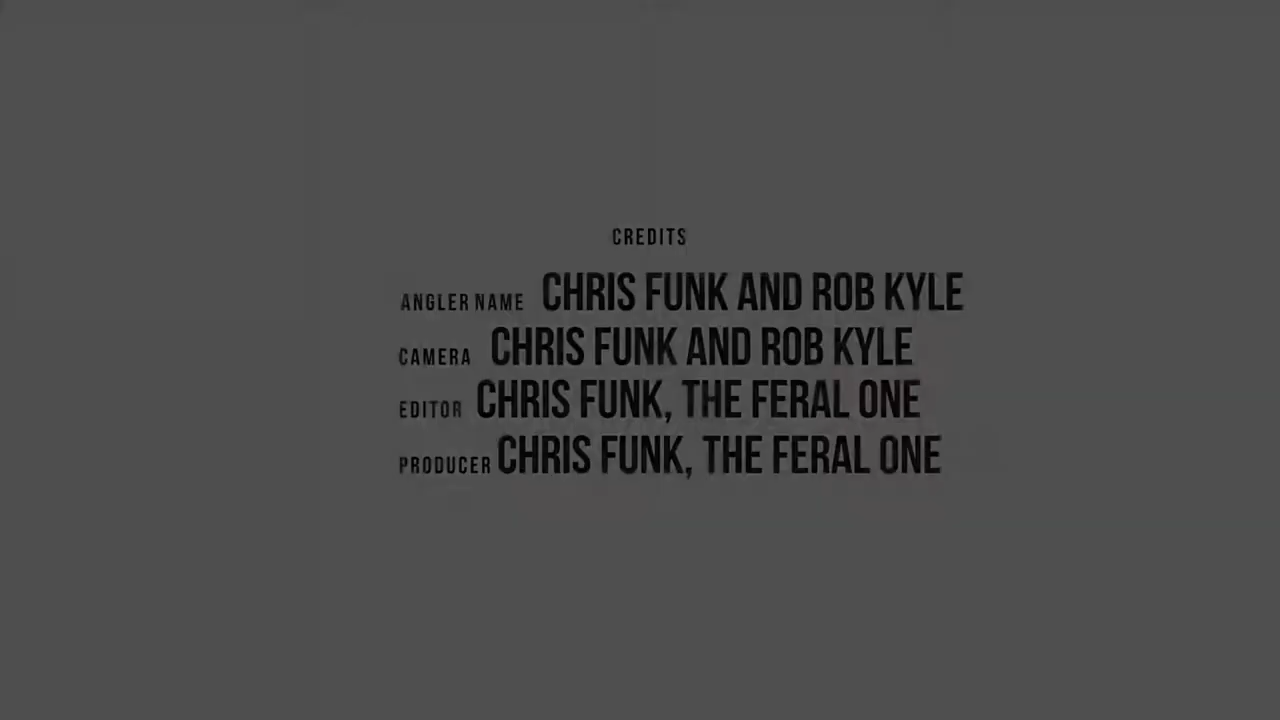 CREDITS
ANGLER NAME CHRIS FUNK AND ROB KYLE
CAMERA CHRIS FUNK AND ROB KYLE
EDITOR CHRIS FUNK, THE FERAL ONE
PRODUCER CHRIS FUNK, THE FERAL ONE